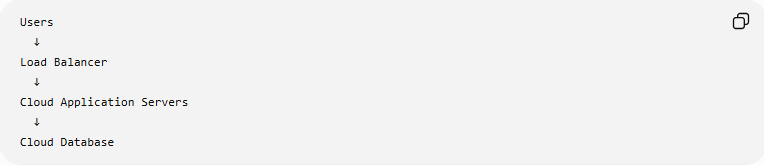 Users
↓
Load Balancer
↓
Cloud Application Servers
↓
Cloud Database